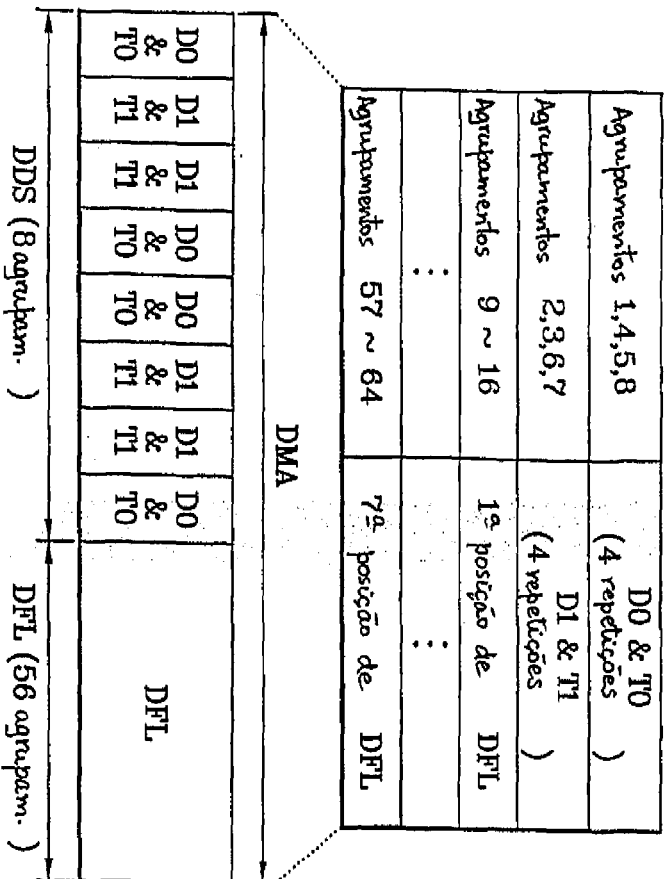 Agrupamentos 1,4,5,8
D0 & T0
(4 repetições )
Agrupamentos 2,3,6,7
D1 & T1
(4 repetições )
Agrupamentos 9 ~ 16
1ª posição de DFL
⋮
⋮
Agrupamentos 57 ~ 64
7ª posição de DFL
DMA
D0 & T0
D1 & T1
D1 & T1
D0 & T0
D0 & T0
D1 & T1
D1 & T1
D0 & T0
DFL
DDS (8 agrupam. )
DFL (56 agrupam. )